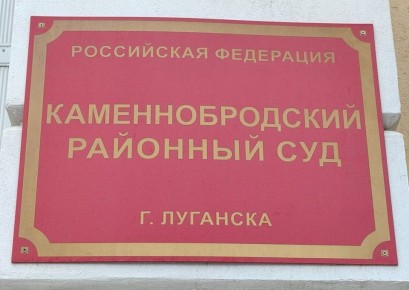 РОССИЙСКАЯ ФЕДЕРАЦИЯ
КАМЕННОБРОДСКИЙ
РАЙОННЫЙ СУД
Г. ЛУГАНСКА